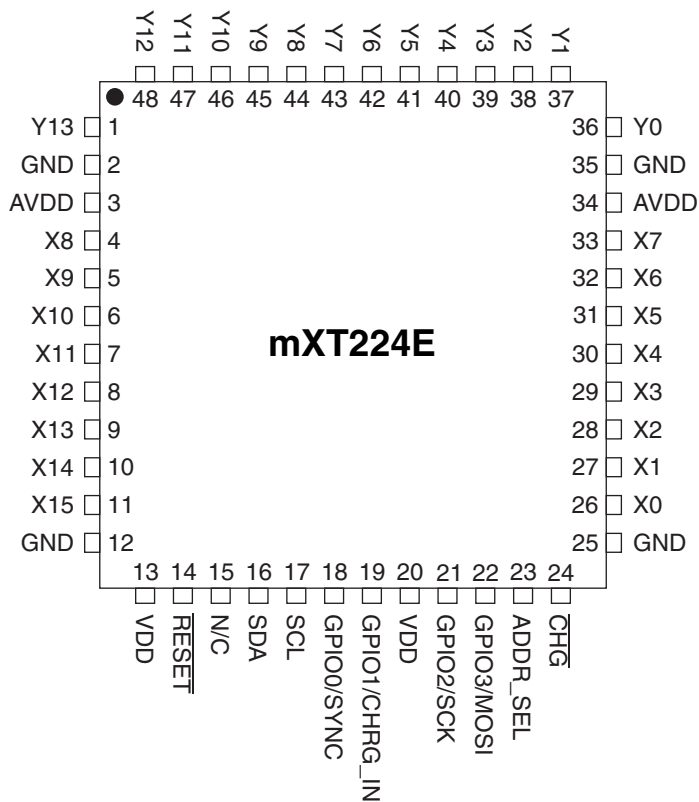 Y12 Y11 Y10 Y9 Y8 Y7 Y6 Y5 Y4 Y3 Y2 Y1
48 47 46 45 44 43 42 41 40 39 38 37
Y13 1 36 Y0
GND 2 35 GND
AVDD 3 34 AVDD
X8 4 33 X7
X9 5 32 X6
X10 6 31 X5
X11 7 30 X4
mXT224E
X12 8 29 X3
X13 9 28 X2
X14 10 27 X1
X15 11 26 X0
GND 12 25 GND
13 14 15 16 17 18 19 20 21 22 23 24
VDD
RESET
N/C
SDA
SCL
GPIO0/SYNC
GPIO1/CHRG_IN
VDD
GPIO2/SCK
GPIO3/MOSI
ADDR_SEL
CHG